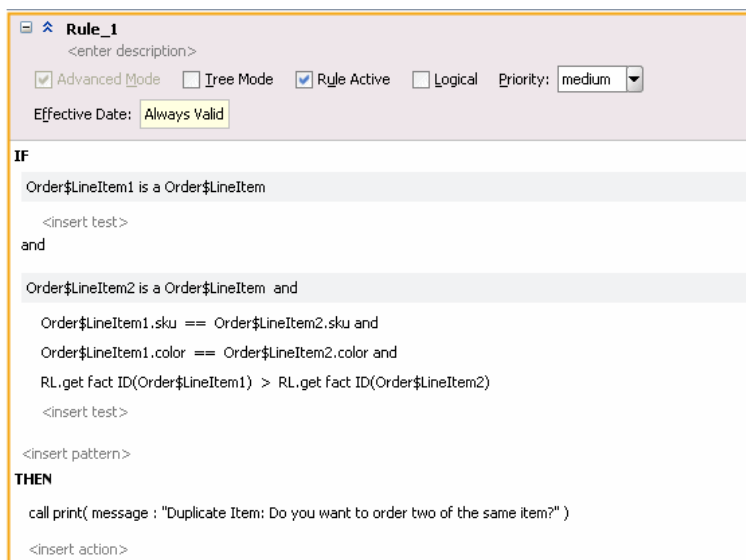 Rule_1
<enter description>
Advanced Mode Tree Mode Rule Active Logical Priority: medium
Effective Date: Always Valid
IF
Order$LineItem1 is a Order$LineItem
<insert test>
and
Order$LineItem2 is a Order$LineItem and
Order$LineItem1.sku == Order$LineItem2.sku and
Order$LineItem1.color == Order$LineItem2.color and
RL.get fact ID(Order$LineItem1) > RL.get fact ID(Order$LineItem2)
<insert test>
<insert pattern>
THEN
call print( message : "Duplicate Item: Do you want to order two of the same item?" )
<insert action>